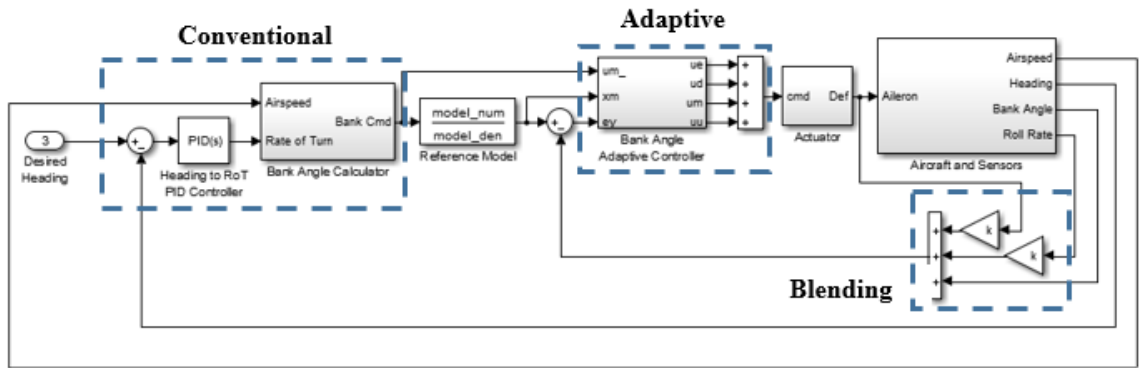 Conventional
Adaptive
3
Desired
Heading
+
-
PID(s)
Heading to RoT
PID Controller
Airspeed
Rate of Turn
Bank Cmd
Bank Angle Calculator
model_num
model_den
Reference Model
+
-
um_
xm
ey
ue
ud
um
uu
Bank Angle
Adaptive Controller
+
+
+
+
cmd
Def
Actuator
Aileron
Airspeed
Heading
Bank Angle
Roll Rate
Aircraft and Sensors
+
+
+
k
k
Blending